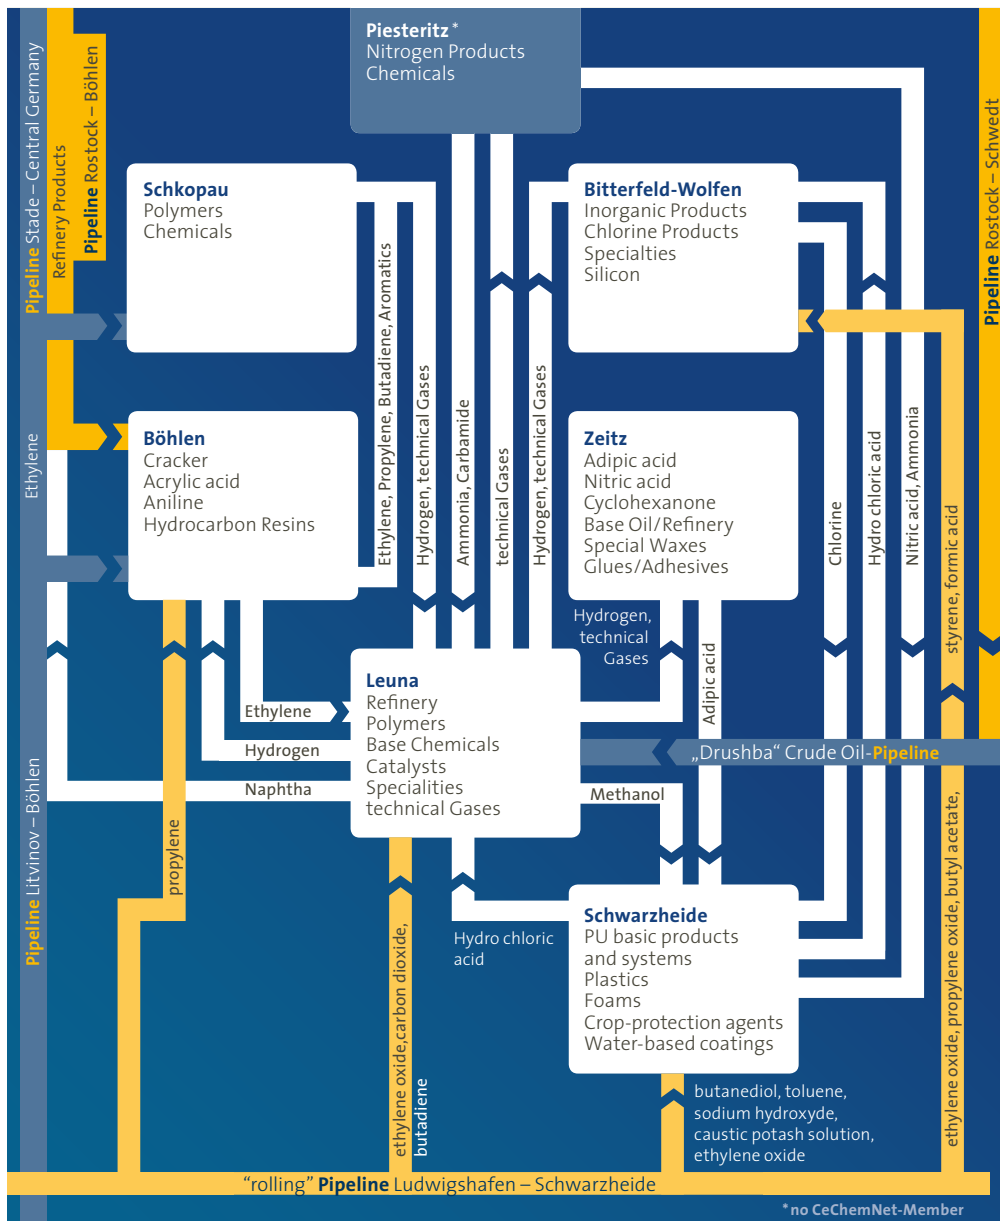 Piesteritz*
Nitrogen Products
Chemicals
Pipeline Stade – Central Germany
Refinery Products
Pipeline Rostock – Böhlen
Pipeline Rostock – Schwedt
Schkopau
Polymers
Chemicals
Bitterfeld-Wolfen
Inorganic Products
Chlorine Products
Specialties
Silicon
Ethylene
Böhlen
Cracker
Acrylic acid
Aniline
Hydrocarbon Resins
Ethylene, Propylene, Butadiene, Aromatics
Hydrogen, technical Gases
Ammonia, Carbamide
technical Gases
Hydrogen, technical Gases
Zeitz
Adipic acid
Nitric acid
Cyclohexanone
Base Oil/Refinery
Special Waxes
Glues/Adhesives
Chlorine
Hydro chloric acid
Nitric acid, Ammonia
styrene, formic acid
Hydrogen,
technical
Gases
Adipic acid
Leuna
Refinery
Polymers
Base Chemicals
Catalysts
Specialities
technical Gases
Ethylene
Hydrogen
Naphtha
„Drushba“ Crude Oil-Pipeline
Methanol
Pipeline Litvinov – Böhlen
propylene
Hydro chloric
acid
Schwarzheide
PU basic products
and systems
Plastics
Foams
Crop-protection agents
Water-based coatings
ethylene oxide,carbon dioxide,
butadiene
butanediol, toluene,
sodium hydroxyde,
caustic potash solution,
ethylene oxide
ethylene oxide, propylene oxide, butyl acetate,
“rolling” Pipeline Ludwigshafen – Schwarzheide
*no CeChemNet-Member